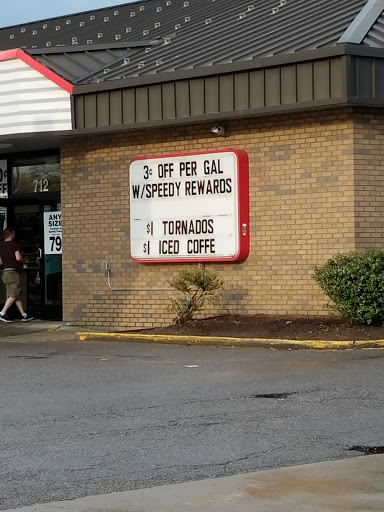 3¢ OFF PER GAL
W/SPEEDY REWARDS
$1 TORNADOS
$1 ICED COFFE
712
ANY
SIZE
79